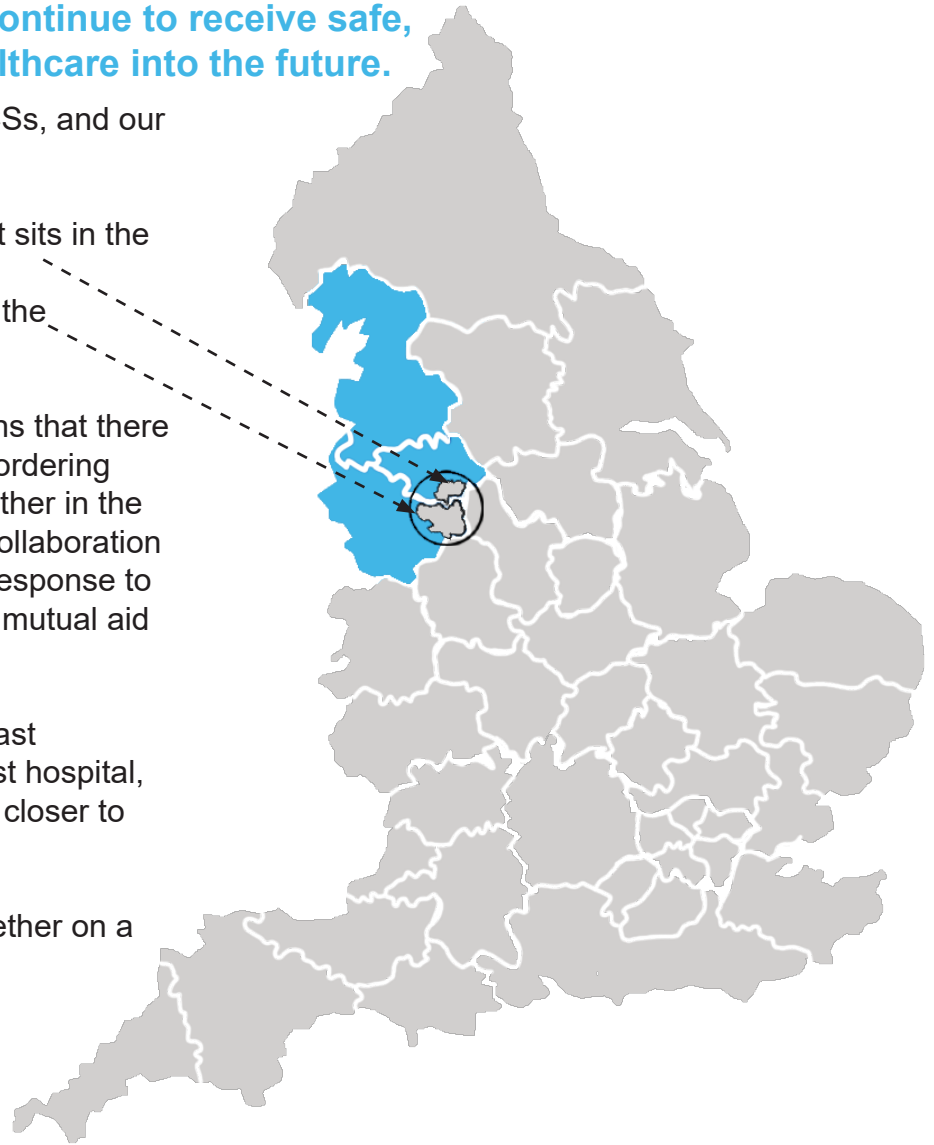 ontinue to receive safe,
lthcare into the future.
Ss, and our
t sits in the
the
ns that there
ordering
ther in the
ollaboration
esponse to
mutual aid
ast
st hospital,
closer to
ether on a